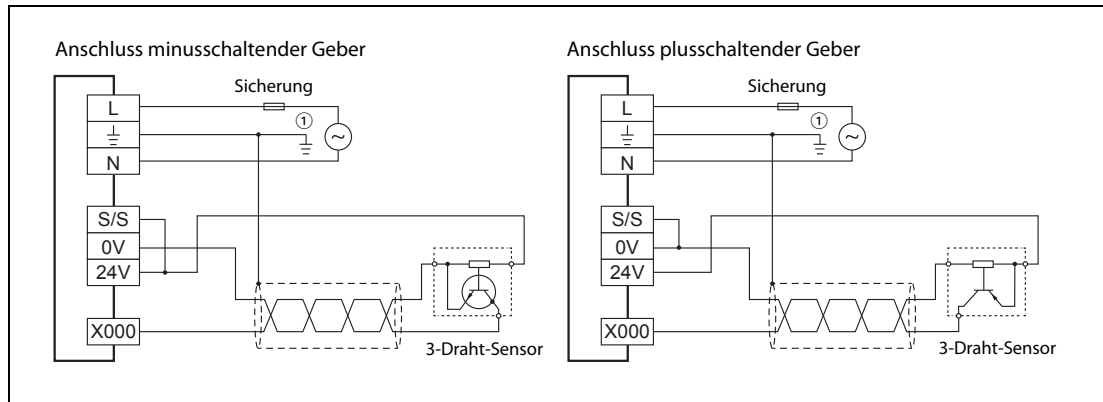 Anschluss minusschaltender Geber
Sicherung
L
①
N
S/S
0V
24V
X000
3-Draht-Sensor
Anschluss plusschaltender Geber
Sicherung
L
①
N
S/S
0V
24V
X000
3-Draht-Sensor